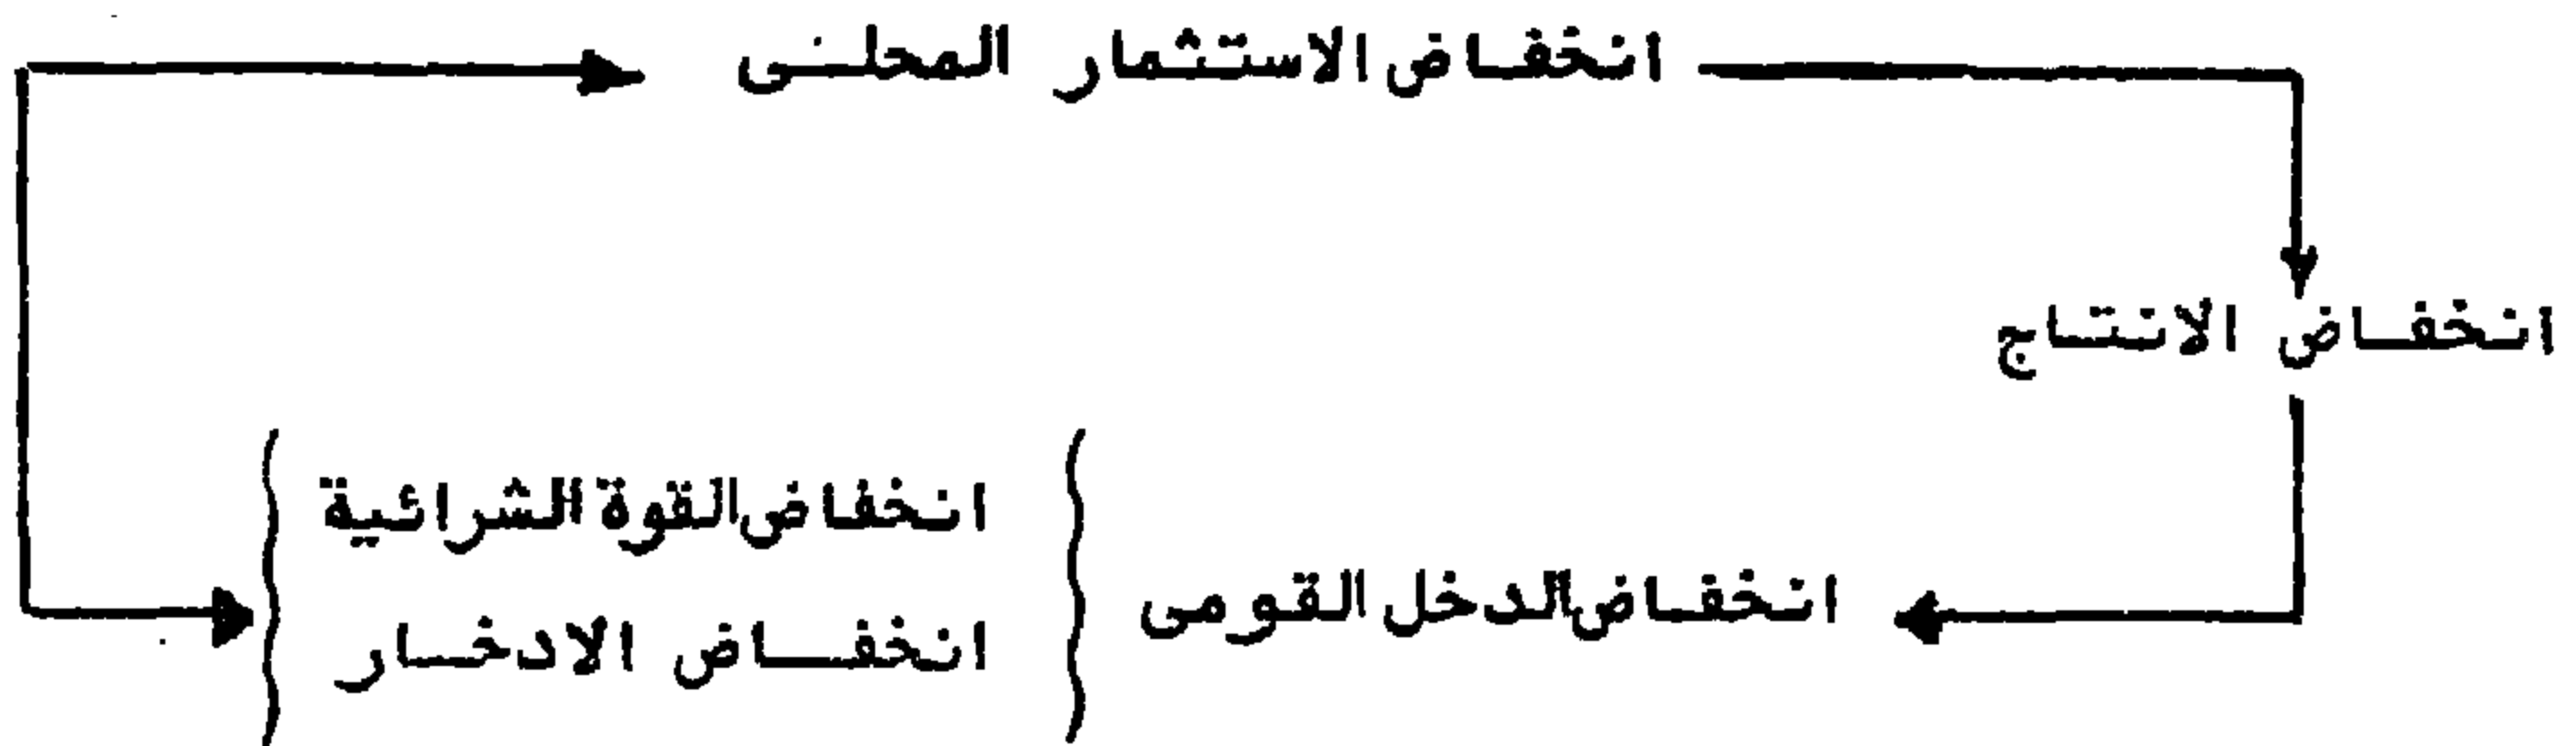 انخفاض الاستثمار المحلى
انخفاض الانتاج
انخفاض الدخل القومى
انخفاض القوة الشرائية
انخفاض الادخار